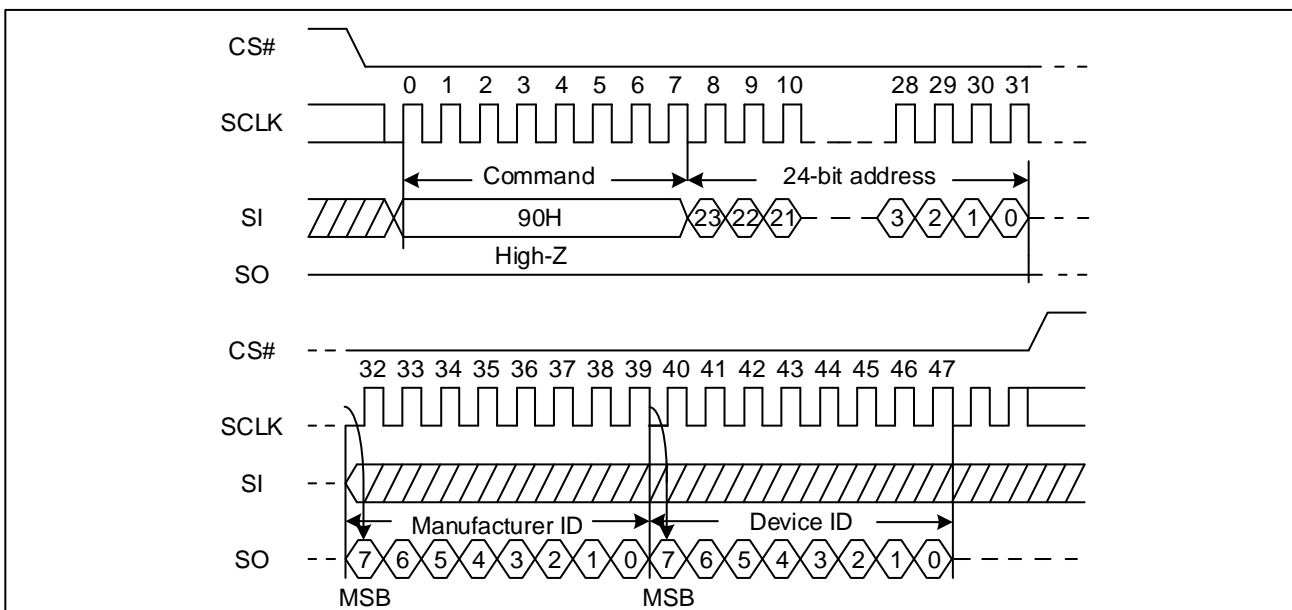 CS#
0 1 2 3 4 5 6 7 8 9 10 28 29 30 31
SCLK
Command 24-bit address
SI 90H 23 22 21 3 2 1 0
High-Z
SO
CS#
32 33 34 35 36 37 38 39 40 41 42 43 44 45 46 47
SCLK
SI
Manufacturer ID Device ID
SO 7 6 5 4 3 2 1 0 7 6 5 4 3 2 1 0
MSB MSB